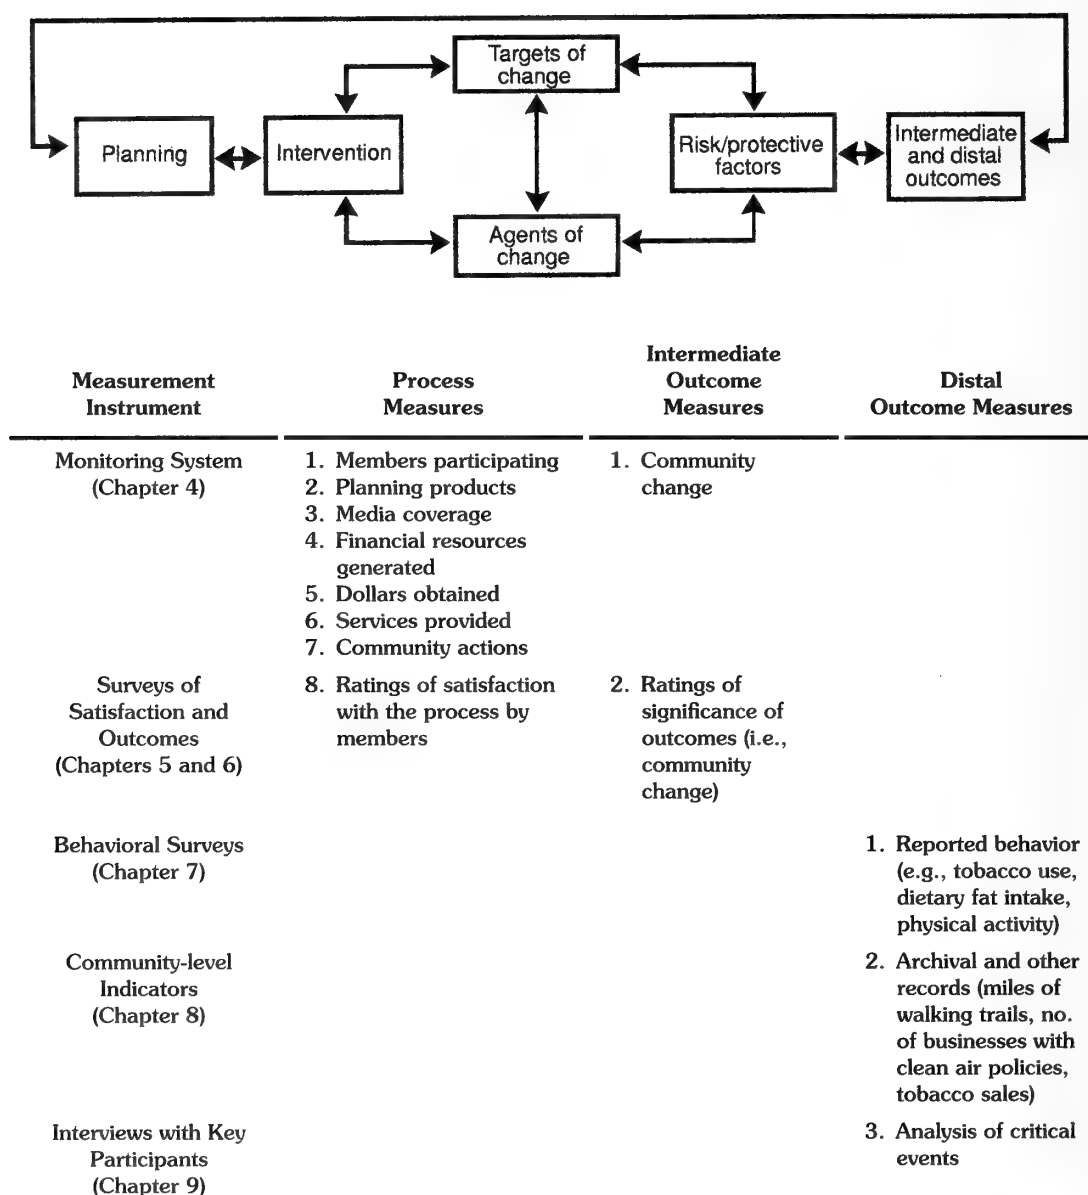 Targets of
change
Planning
Intervention
Risk/protective
factors
Intermediate
and distal
outcomes
Agents of
change
Measurement
Instrument
Process
Measures
Intermediate
Outcome
Measures
Distal
Outcome Measures
Monitoring System
(Chapter 4)
1. Members participating
2. Planning products
3. Media coverage
4. Financial resources
generated
5. Dollars obtained
6. Services provided
7. Community actions
1. Community
change
Surveys of
Satisfaction and
Outcomes
(Chapters 5 and 6)
8. Ratings of satisfaction
with the process by
members
2. Ratings of
significance of
outcomes (i.e.,
community
change)
Behavioral Surveys
(Chapter 7)
1. Reported behavior
(e.g., tobacco use,
dietary fat intake,
physical activity)
Community-level
Indicators
(Chapter 8)
2. Archival and other
records (miles of
walking trails, no.
of businesses with
clean air policies,
tobacco sales)
Interviews with Key
Participants
(Chapter 9)
3. Analysis of critical
events